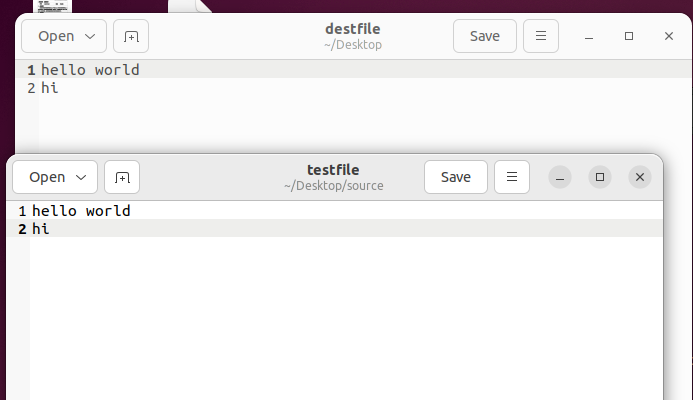 Open destfile Save
~/Desktop
1 hello world
2 hi
Open testfile Save
~/Desktop/source
1 hello world
2 hi